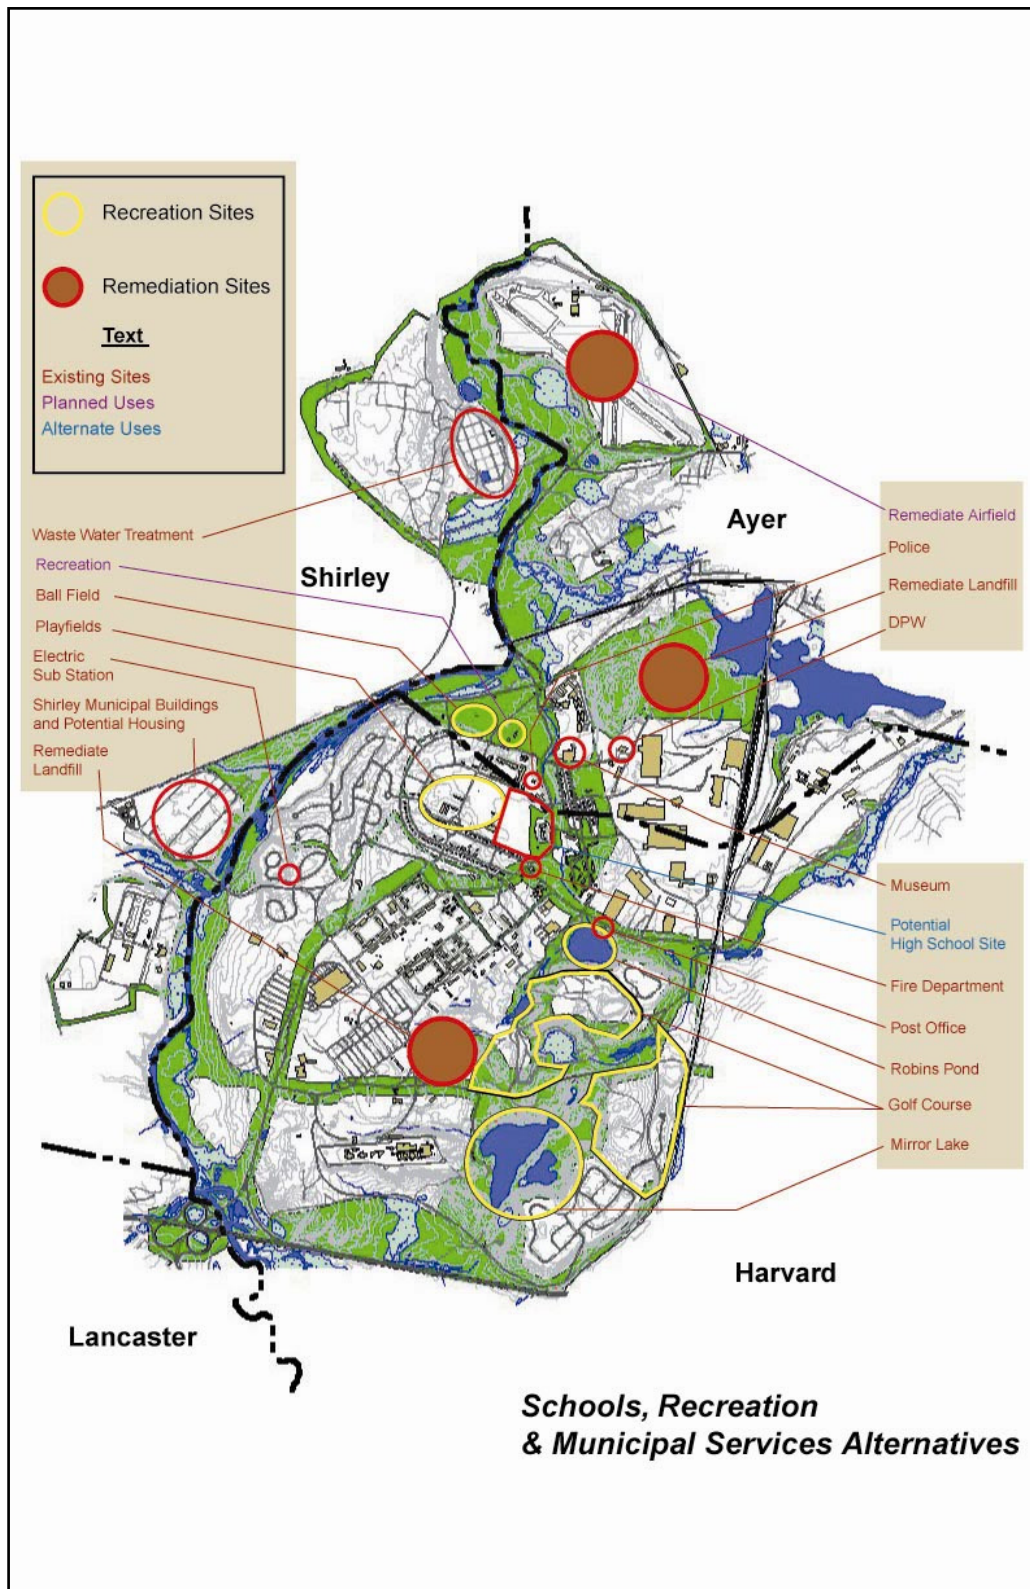 Recreation Sites
Remediation Sites
Text
Existing Sites
Planned Uses
Alternate Uses
Waste Water Treatment
Recreation
Ball Field
Playfields
Electric
Sub Station
Shirley Municipal Buildings
and Potential Housing
Remediate
Landfill
Shirley
Ayer
Remediate Airfield
Police
Remediate Landfill
DPW
Museum
Potential
High School Site
Fire Department
Post Office
Robins Pond
Golf Course
Mirror Lake
Harvard
Lancaster
Schools, Recreation
& Municipal Services Alternatives